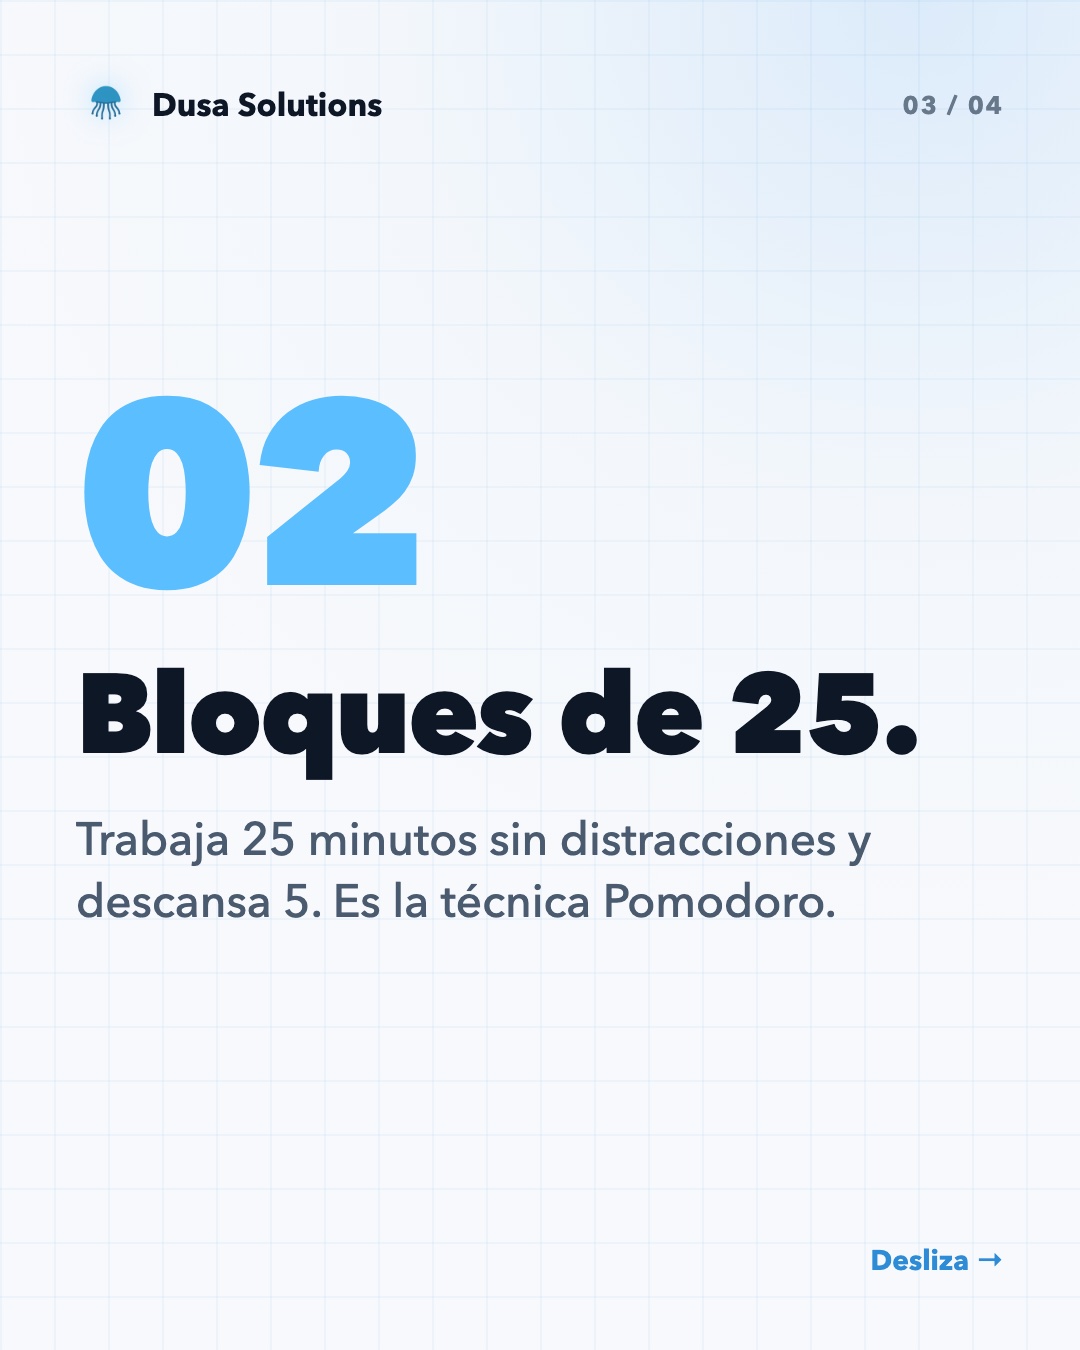 Dusa Solutions
03 / 04
02
Bloques de 25.
Trabaja 25 minutos sin distracciones y
descansa 5. Es la técnica Pomodoro.
Desliza →